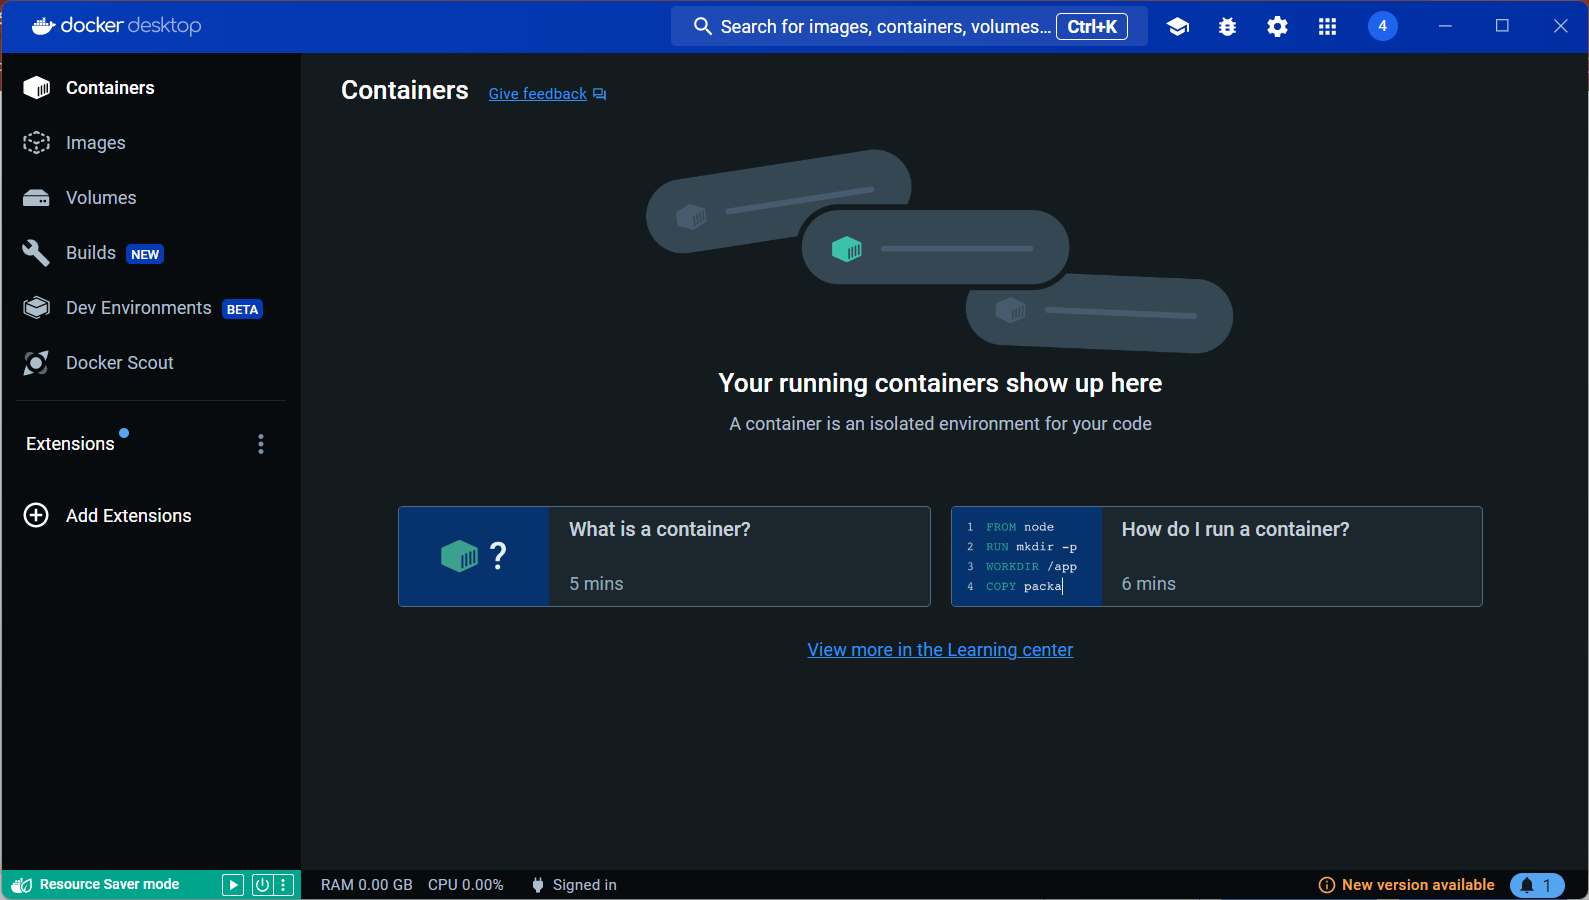 docker desktop
Search for images, containers, volumes... Ctrl+K
4
Containers
Images
Volumes
Builds NEW
Dev Environments BETA
Docker Scout
Extensions
Add Extensions
Containers Give feedback
Your running containers show up here
A container is an isolated environment for your code
?
What is a container?
5 mins
1 FROM node
2 RUN mkdir -p
3 WORKDIR /app
4 COPY packa
How do I run a container?
6 mins
View more in the Learning center
Resource Saver mode
RAM 0.00 GB CPU 0.00% Signed in
New version available 1